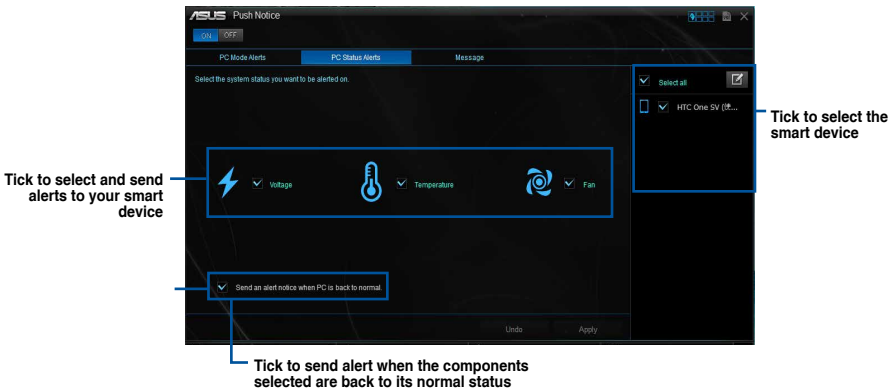 ASUS Push Notice
ON OFF
PC Mode Alerts PC Status Alerts Message
Select the system status you want to be alerted on.
Select all
HTC One SV
Tick to select the
smart device
Tick to select and send
alerts to your smart
device
Voltage
Temperature
Fan
Send an alert notice when PC is back to normal.
Undo Apply
Tick to send alert when the components
selected are back to its normal status